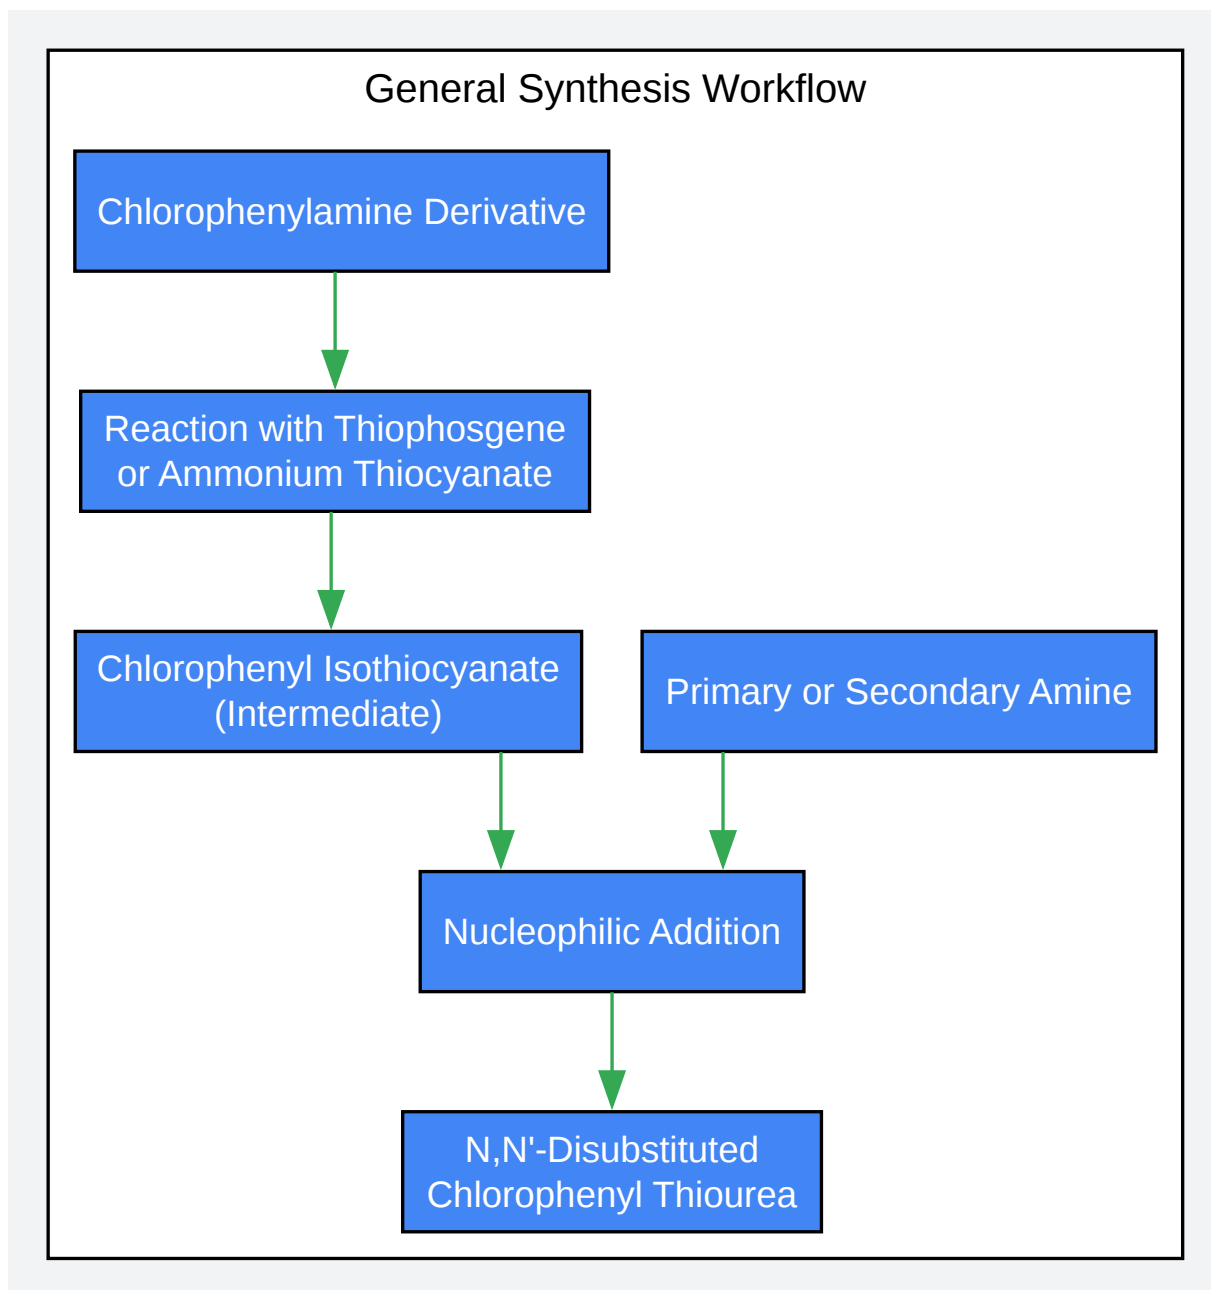 General Synthesis Workflow
Chlorophenylamine Derivative
Reaction with Thiophosgene
or Ammonium Thiocyanate
Chlorophenyl Isothiocyanate
(Intermediate)
Primary or Secondary Amine
Nucleophilic Addition
N,N'-Disubstituted
Chlorophenyl Thiourea